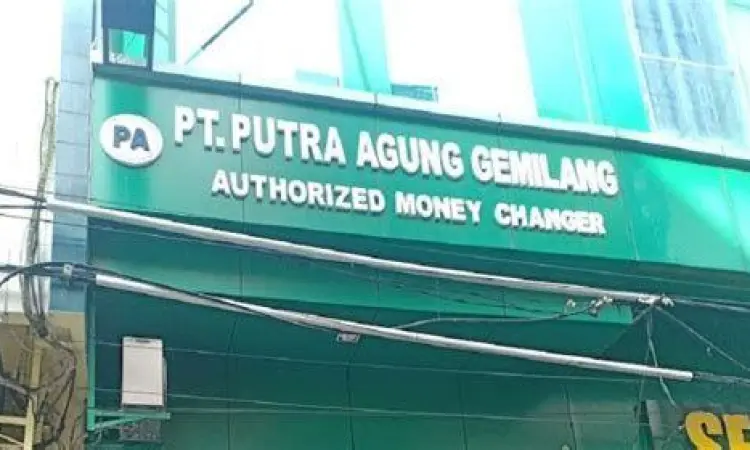 PA
PT. PUTRA AGUNG GEMILANG
AUTHORIZED MONEY CHANGER